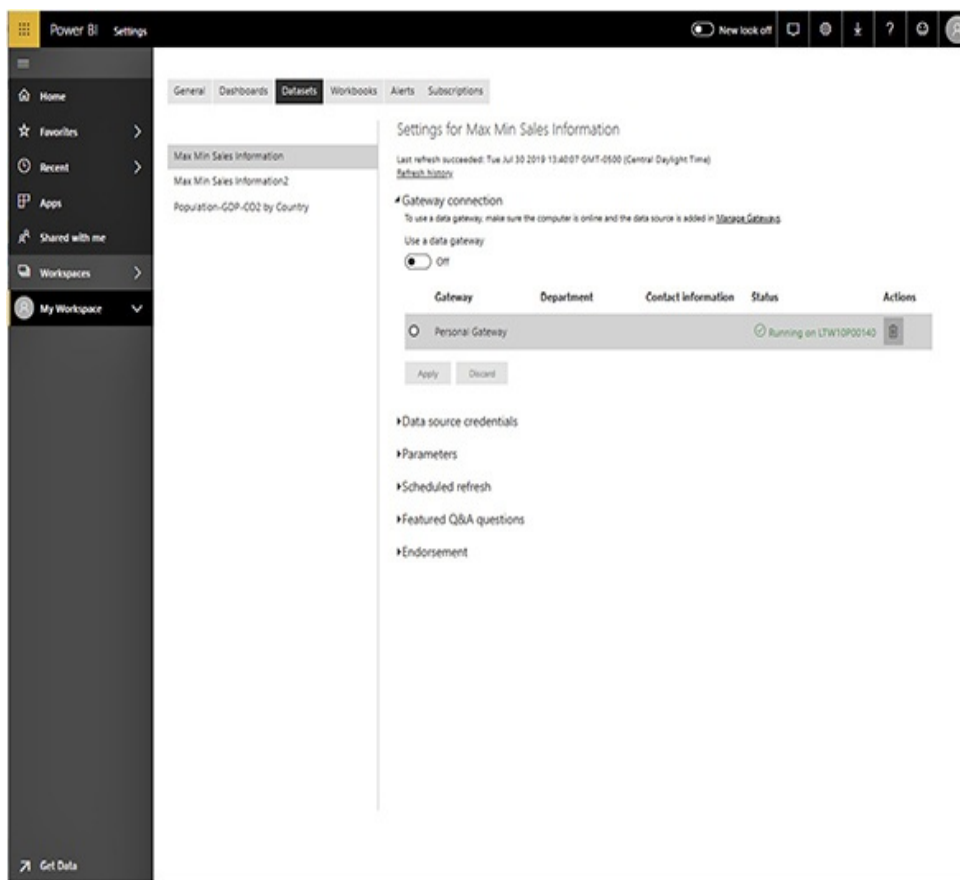 Power BI Settings
New look off
Home
Favorites
Recent
Apps
Shared with me
Workspaces
My Workspace
Get Data
General Dashboards Datasets Workbooks Alerts Subscriptions
Max Min Sales Information
Max Min Sales Information2
Population-GDP-CO2 by Country
Settings for Max Min Sales Information
Last refresh succeeded: Tue Jul 30 2019 13:40:07 GMT-0500 (Central Daylight Time)
Refresh history
Gateway connection
To use a data gateway, make sure the computer is online and the data source is added in Manage Gateways.
Use a data gateway
Off
Gateway Department Contact information Status Actions
Personal Gateway Running on LTW10P00140
Apply Discard
Data source credentials
Parameters
Scheduled refresh
Featured Q&A questions
Endorsement